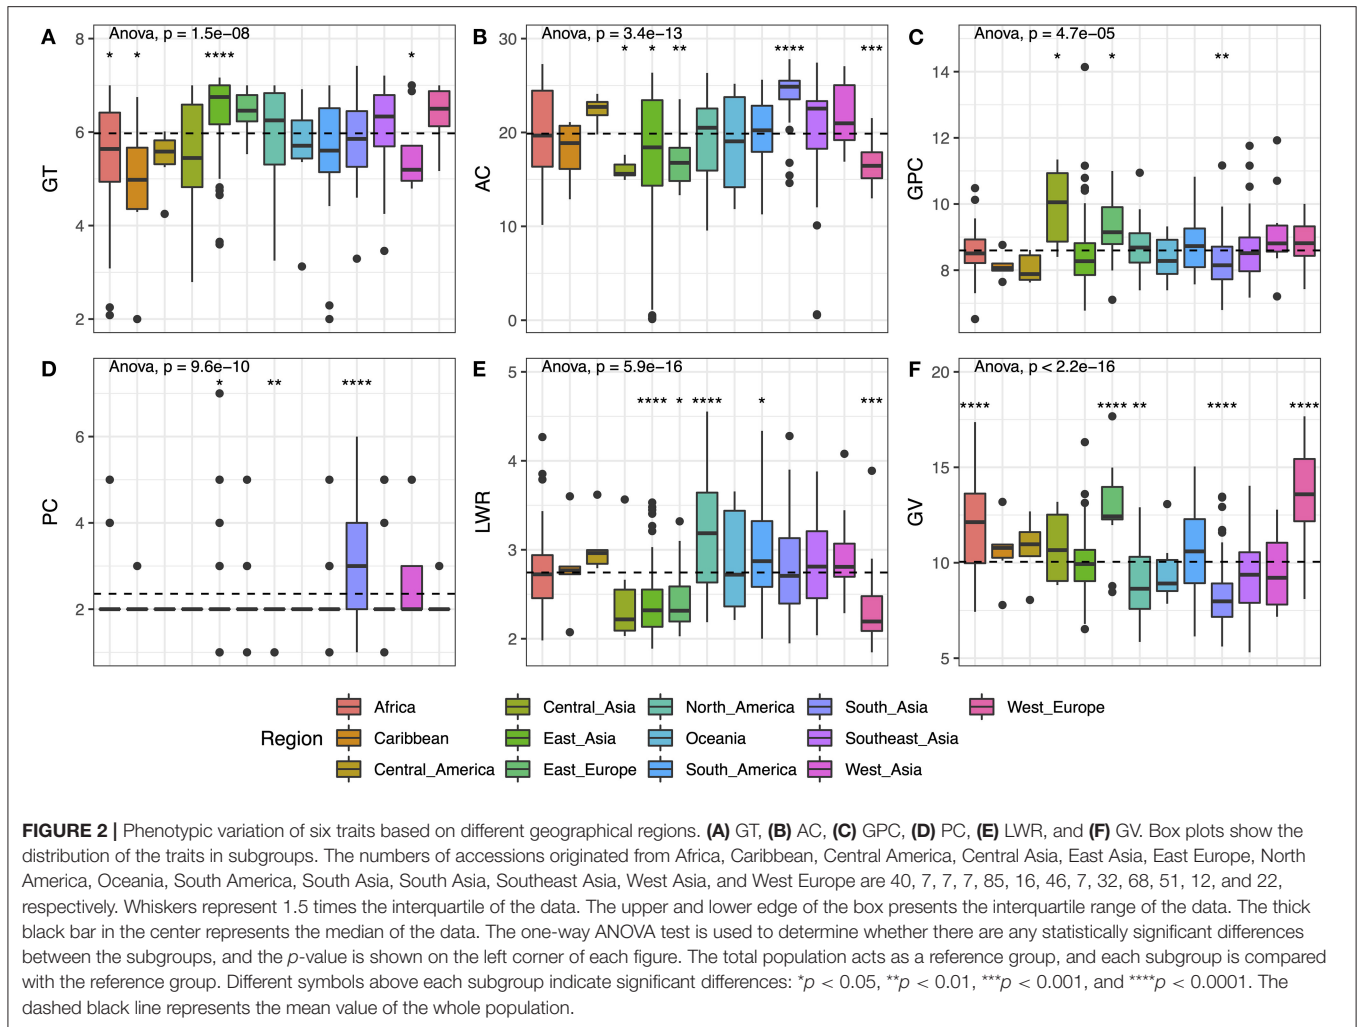 A
Anova, p = 1.5e−08
* * **** *
8
6
4
2
GT
B
Anova, p = 3.4e−13
* * ** **** ***
30
20
10
0
AC
C
Anova, p = 4.7e−05
* * **
14
12
10
8
GPC
D
Anova, p = 9.6e−10
* ** ****
6
4
2
PC
E
Anova, p = 5.9e−16
**** * **** * ***
5
4
3
2
LWR
F
Anova, p < 2.2e−16
**** **** ** **** ****
20
15
10
5
GV
Region
Africa
Caribbean
Central_America
Central_Asia
East_Asia
East_Europe
North_America
Oceania
South_America
South_Asia
Southeast_Asia
West_Asia
West_Europe
FIGURE 2 | Phenotypic variation of six traits based on different geographical regions. (A) GT, (B) AC, (C) GPC, (D) PC, (E) LWR, and (F) GV. Box plots show the
distribution of the traits in subgroups. The numbers of accessions originated from Africa, Caribbean, Central America, Central Asia, East Asia, East Europe, North
America, Oceania, South America, South Asia, South Asia, Southeast Asia, West Asia, and West Europe are 40, 7, 7, 7, 85, 16, 46, 7, 32, 68, 51, 12, and 22,
respectively. Whiskers represent 1.5 times the interquartile of the data. The upper and lower edge of the box presents the interquartile range of the data. The thick
black bar in the center represents the median of the data. The one-way ANOVA test is used to determine whether there are any statistically significant differences
between the subgroups, and the p-value is shown on the left corner of each figure. The total population acts as a reference group, and each subgroup is compared
with the reference group. Different symbols above each subgroup indicate significant differences: *p < 0.05, **p < 0.01, ***p < 0.001, and ****p < 0.0001. The
dashed black line represents the mean value of the whole population.